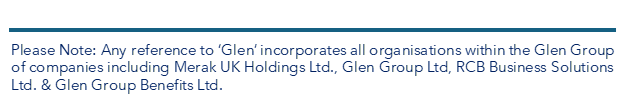 Please Note: Any reference to ‘Glen’ incorporates all organisations within the Glen Group
of companies including Merak UK Holdings Ltd., Glen Group Ltd, RCB Business Solutions
Ltd. & Glen Group Benefits Ltd.